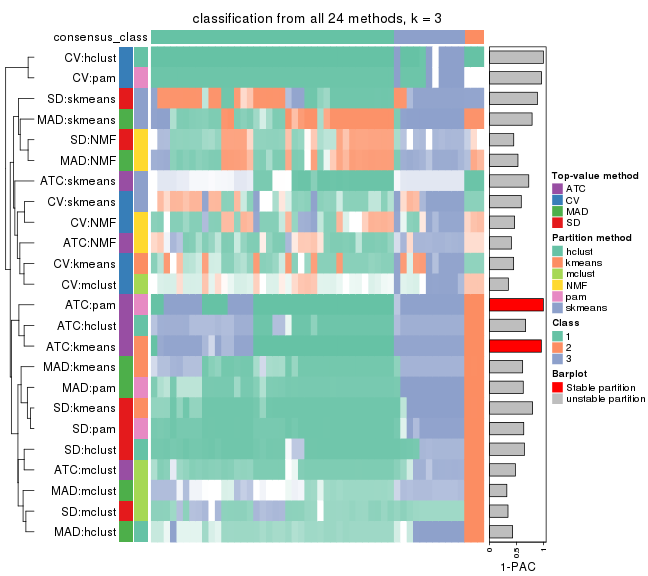 classification from all 24 methods, k = 3
consensus_class
CV:hclust
CV:pam
SD:skmeans
MAD:skmeans
SD:NMF
MAD:NMF
ATC:skmeans
CV:skmeans
CV:NMF
ATC:NMF
CV:kmeans
CV:mclust
ATC:pam
ATC:hclust
ATC:kmeans
MAD:kmeans
MAD:pam
SD:kmeans
SD:pam
SD:hclust
ATC:mclust
MAD:mclust
SD:mclust
MAD:hclust
0
0.5
1
1-PAC
Top-value method
ATC
CV
MAD
SD
Partition method
hclust
kmeans
mclust
NMF
pam
skmeans
Class
1
2
3
Barplot
Stable partition
unstable partition